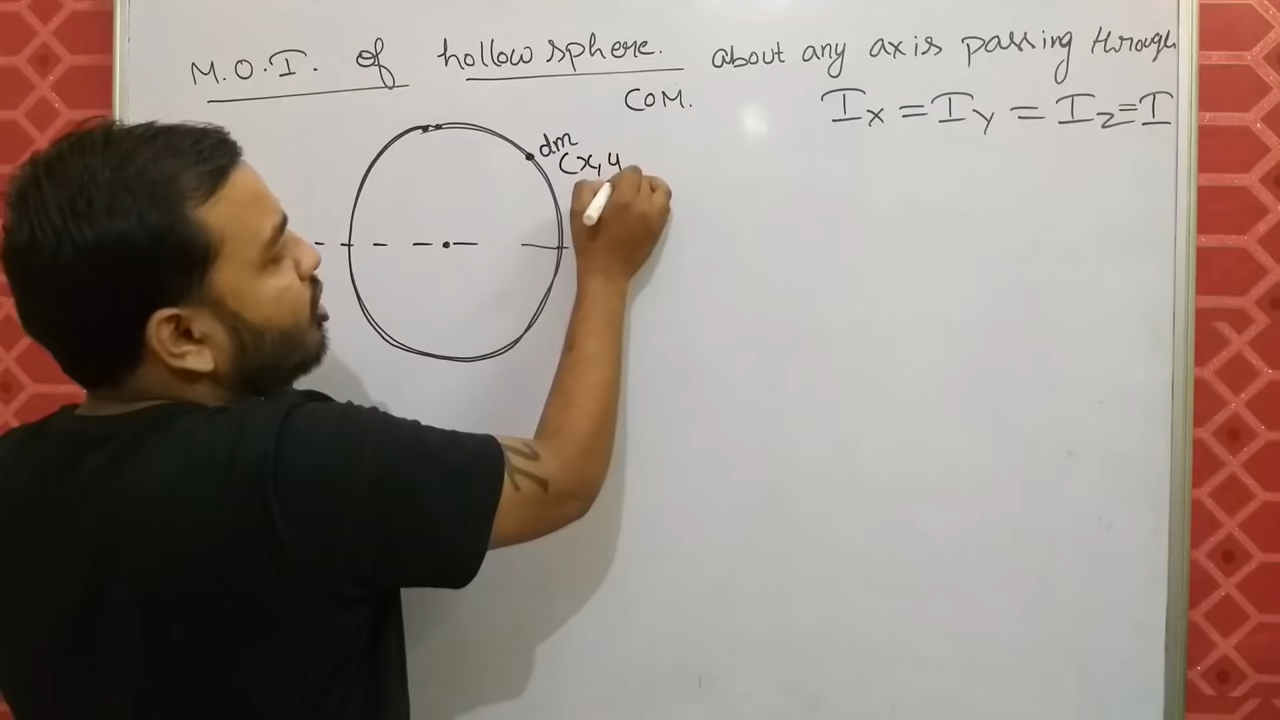 M.O.I. of hollow sphere. about any axis passing through
COM.
Ix = Iy = Iz = I
dm
(x, y